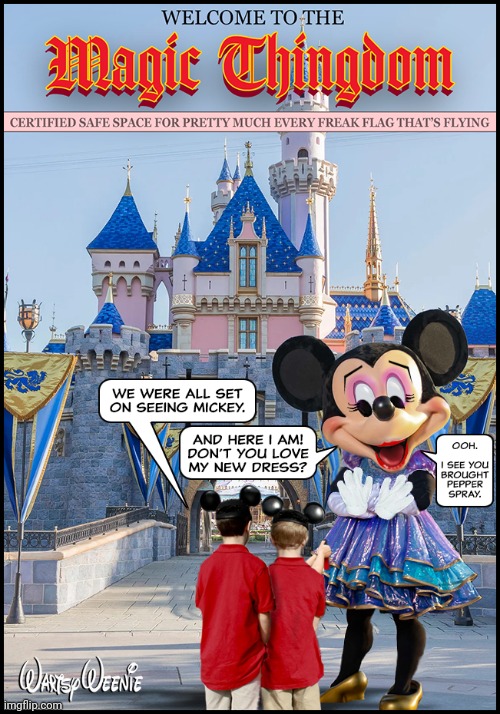 WELCOME TO THE
Magic Thingdom
CERTIFIED SAFE SPACE FOR PRETTY MUCH EVERY FREAK FLAG THAT'S FLYING
WE WERE ALL SET
ON SEEING MICKEY.
AND HERE I AM!
DON'T YOU LOVE
MY NEW DRESS?
OOH.
I SEE YOU
BROUGHT
PEPPER
SPRAY.
WARTSY WEENIE
imgflip.com